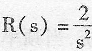 R(s) = 2/s²